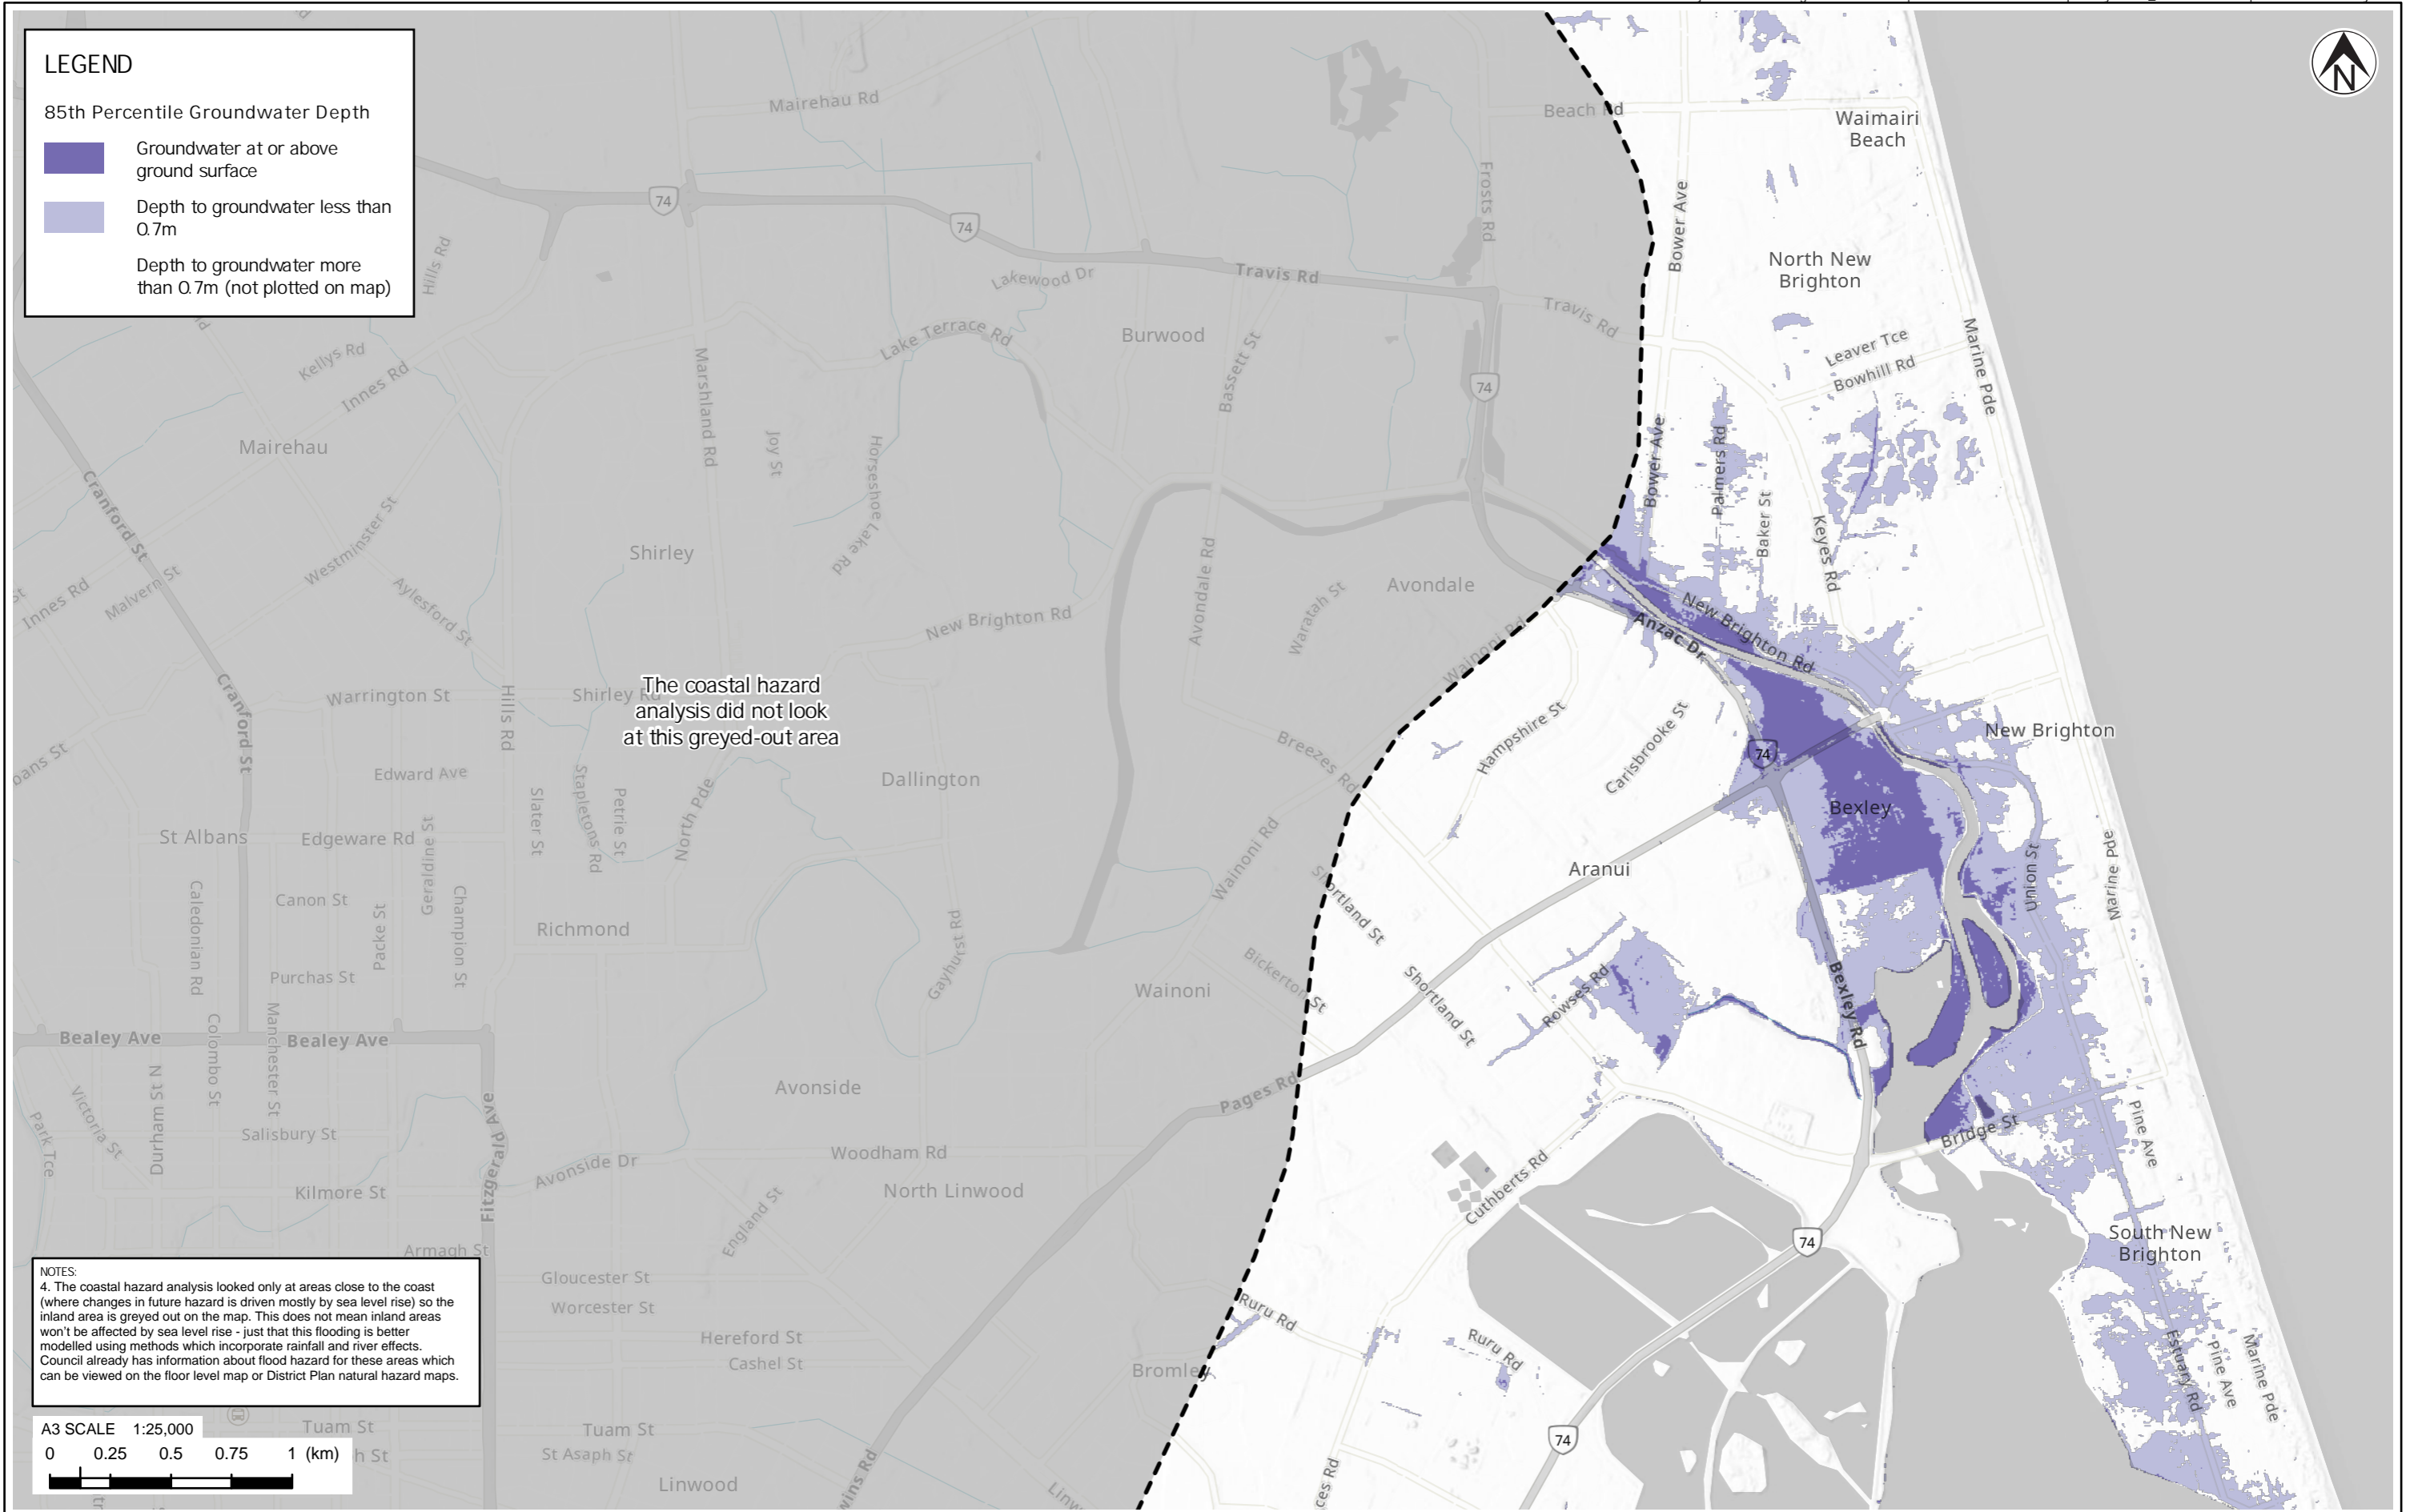 LEGEND
85th Percentile Groundwater Depth
Groundwater at or above
ground surface
Depth to groundwater less than
0.7m
Depth to groundwater more
than 0.7m (not plotted on map)
N
Mairehau Rd
Beach Rd
Waimairi
Beach
74
74
Frosts Rd
Bower Ave
Hills Rd
Lakewood Dr
Travis Rd
North New
Brighton
Travis Rd
Lake Terrace Rd
Burwood
Kellys Rd
Innes Rd
Marshland Rd
Bassett St
74
Leaver Tce
Bowhill Rd
Marine Pde
Mairehau
Joy St
Horseshoe Lake Rd
Bower Ave
Palmers Rd
Cranford St
Westminster St
Baker St
Keyes Rd
Shirley
Avondale Rd
Innes Rd
Malvern St
Aylesford St
Waratah St
Avondale
New Brighton Rd
New Brighton Rd
Anzac Dr
Wainoni Rd
Cranford St
Warrington St
Hills Rd
Shirley Rd
The coastal hazard
analysis did not look
at this greyed-out area
Hampshire St
Carisbrooke St
New Brighton
Breezes Rd
74
Edward Ave
Slater St
Stapletons Rd
Petrie St
North Pde
Dallington
Bexley
St Albans
Edgeware Rd
Geraldine St
Wainoni Rd
Shortland St
Aranui
Union St
Marine Pde
Caledonian Rd
Canon St
Packe St
Champion St
Richmond
Gayhurst Rd
Purchas St
Bickerton St
Shortland St
Rowses Rd
Bexley Rd
Wainoni
Bealey Ave
Colombo St
Manchester St
Bealey Ave
Avonside
Pages Rd
Park Tce
Victoria St
Durham St N
Salisbury St
Fitzgerald Ave
Bridge St
Pine Ave
Avonside Dr
Woodham Rd
Kilmore St
North Linwood
Cuthberts Rd
England St
74
South New
Brighton
Armagh St
Gloucester St
Worcester St
Ruru Rd
Hereford St
Cashel St
Ruru Rd
Bromley
Estuary Rd
Pine Ave
Marine Pde
NOTES:
4. The coastal hazard analysis looked only at areas close to the coast
(where changes in future hazard is driven mostly by sea level rise) so the
inland area is greyed out on the map. This does not mean inland areas
won't be affected by sea level rise - just that this flooding is better
modelled using methods which incorporate rainfall and river effects.
Council already has information about flood hazard for these areas which
can be viewed on the floor level map or District Plan natural hazard maps.
Tuam St
Tuam St
St Asaph St
74
Linwood
A3 SCALE 1:25,000
0 0.25 0.5 0.75 1 (km)